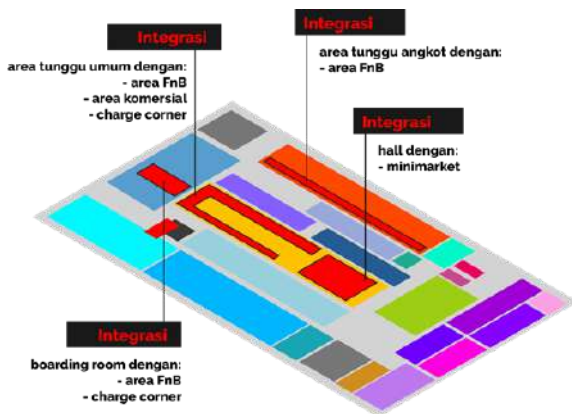 Integrasi
area tunggu umum dengan:
- area FnB
- area komersial
- charge corner
Integrasi
area tunggu angkot dengan:
- area FnB
Integrasi
hall dengan:
- minimarket
Integrasi
boarding room dengan:
- area FnB
- charge corner